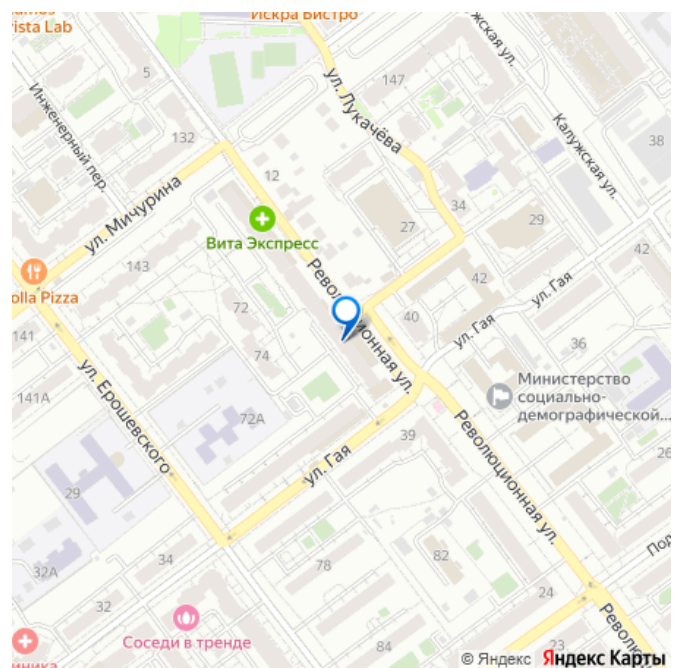 Искра Бистро
rista Lab
5
147
Калужская ул.
ул. Лукачёва
Инженерный пер.
132
38
12
34
27
29
Вита Экспресс
ул. Мичурина
143
42
42
olla Pizza
72
Революционная ул.
40
ул. Гая
ул. Гая
141
36
74
Министерство
социально-
демографической...
141А
ул. Ерошевского
72А
39
26
ул. Гая
Революционная ул.
29
82
34
78
32А
24
32
Соседи в тренде
84
23
© Яндекс Яндекс Карты